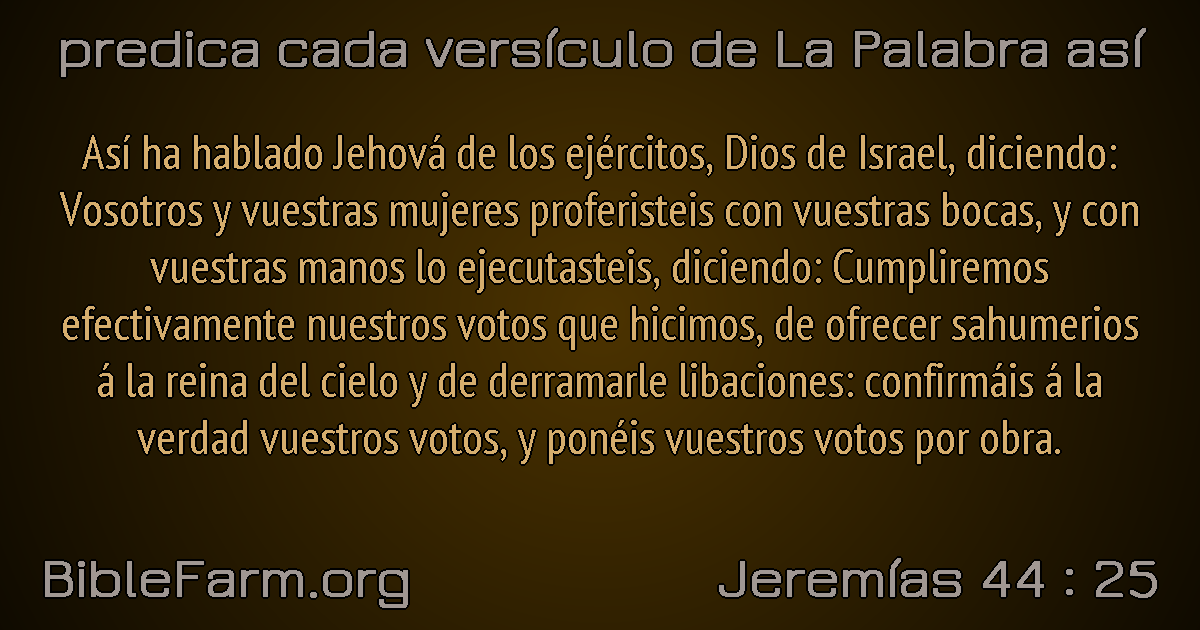 predica cada versículo de La Palabra así
Así ha hablado Jehová de los ejércitos, Dios de Israel, diciendo:
Vosotros y vuestras mujeres proferisteis con vuestras bocas, y con
vuestras manos lo ejecutasteis, diciendo: Cumpliremos
efectivamente nuestros votos que hicimos, de ofrecer sahumerios
á la reina del cielo y de derramarle libaciones: confirmáis á la
verdad vuestros votos, y ponéis vuestros votos por obra.
BibleFarm.org
Jeremías 44 : 25